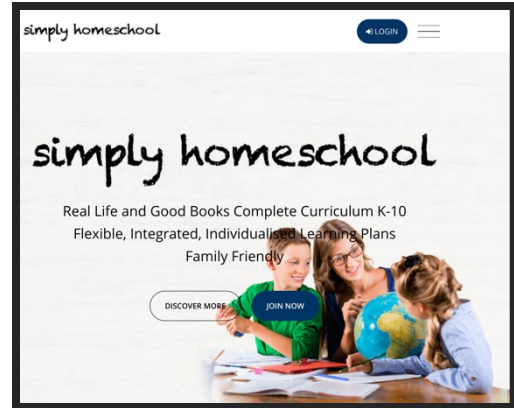 simply homeschool
LOGIN
simply homeschool
Real Life and Good Books Complete Curriculum K-10
Flexible, Integrated, Individualised Learning Plans
Family Friendly
DISCOVER MORE
JOIN NOW